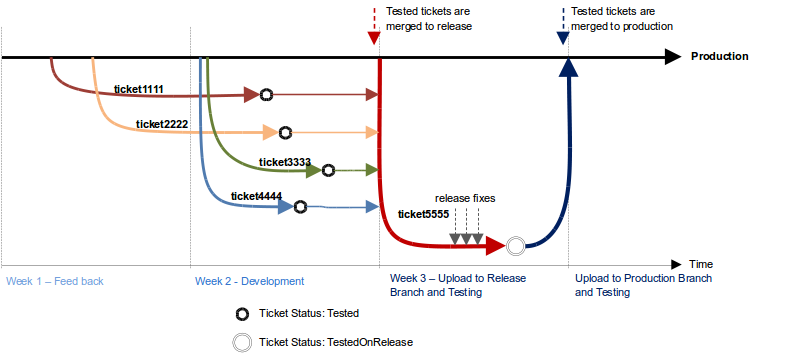 Tested tickets are
merged to release
Tested tickets are
merged to production
Production
ticket1111
ticket2222
ticket3333
ticket4444
release fixes
ticket5555
Time
Week 1 – Feed back
Week 2 - Development
Week 3 – Upload to Release
Branch and Testing
Upload to Production Branch
and Testing
Ticket Status: Tested
Ticket Status: TestedOnRelease